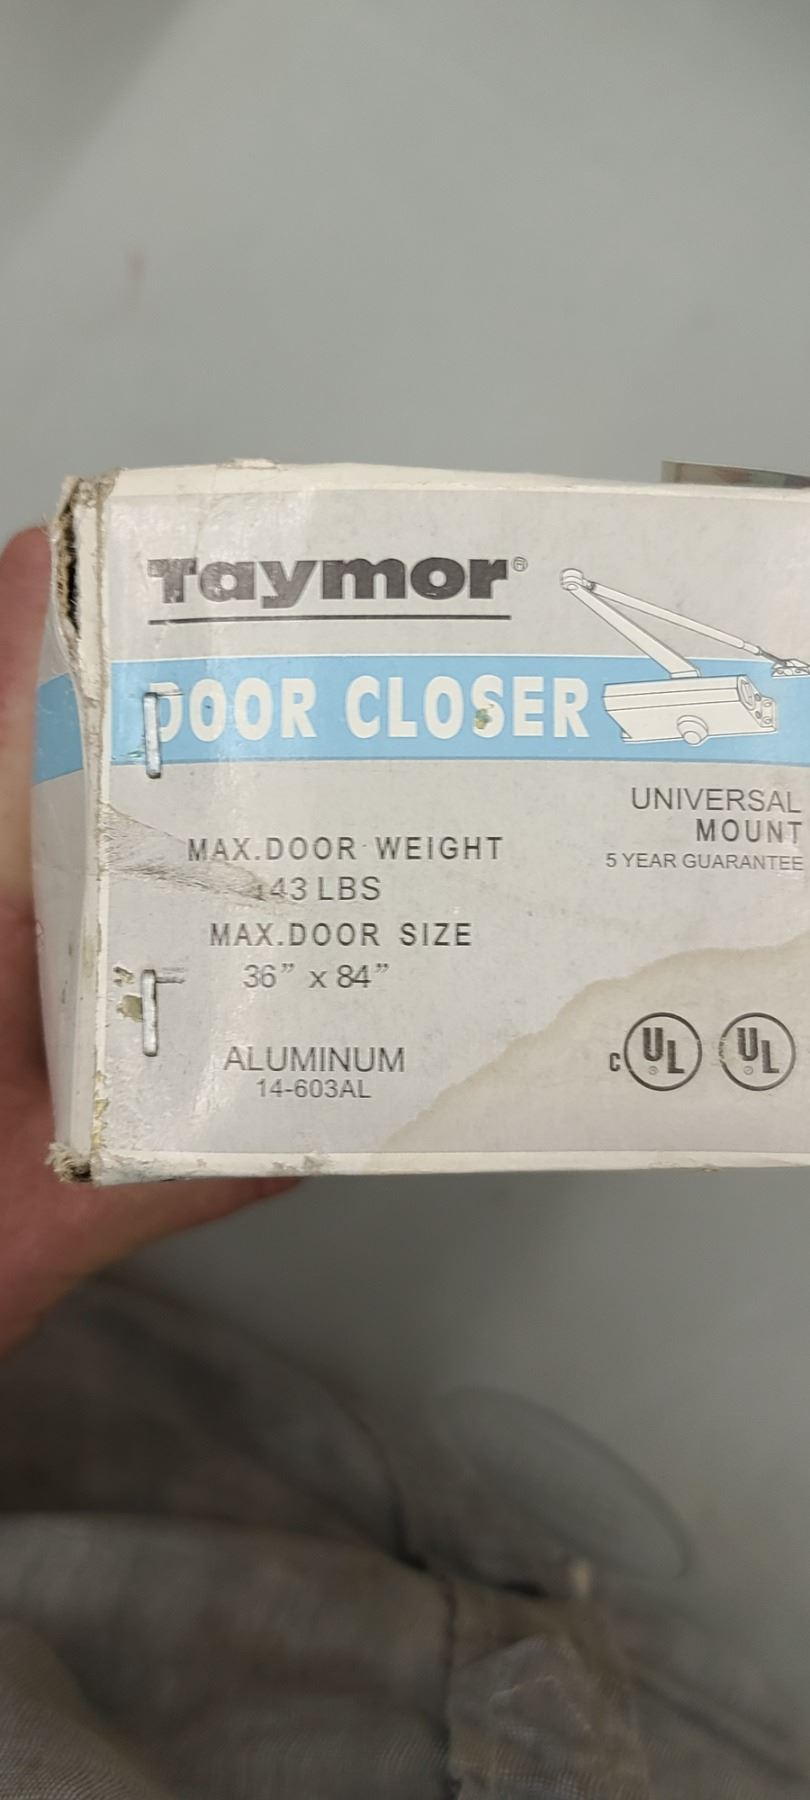 Taymor®
DOOR CLOSER
MAX.DOOR WEIGHT
143 LBS
MAX.DOOR SIZE
36” x 84”
ALUMINUM
14-603AL
UNIVERSAL
MOUNT
5 YEAR GUARANTEE
c UL UL